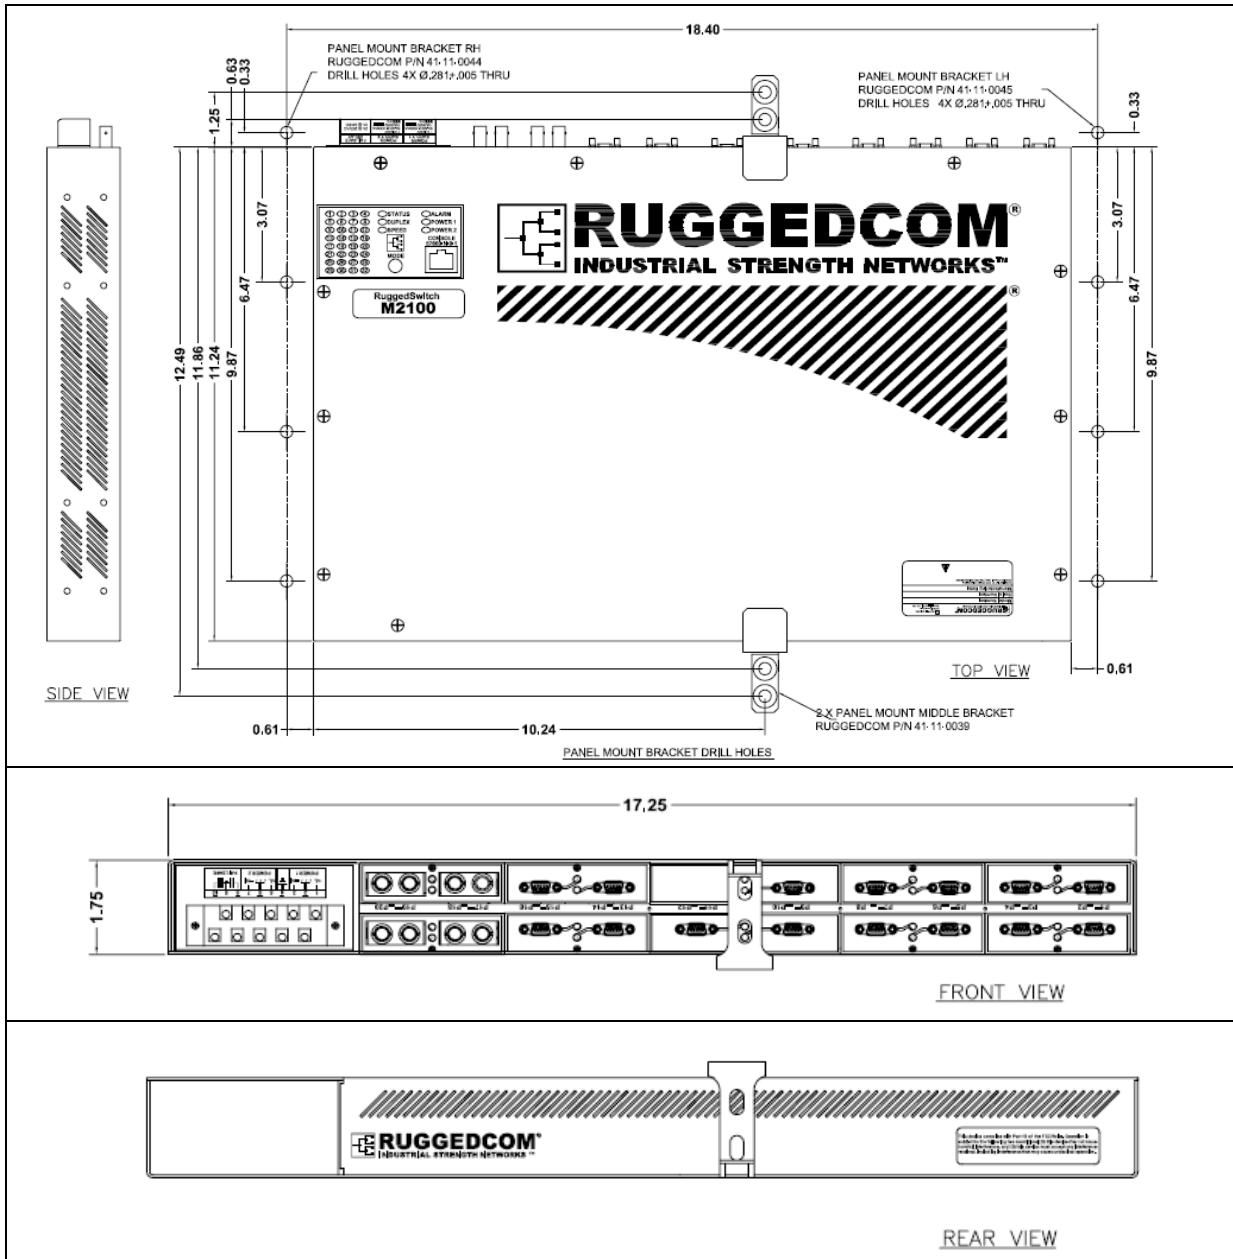 18.40
PANEL MOUNT BRACKET RH
RUGGEDCOM P/N 41-11-0044
DRILL HOLES 4X Ø.281±.005 THRU
PANEL MOUNT BRACKET LH
RUGGEDCOM P/N 41-11-0045
DRILL HOLES 4X Ø.281±.005 THRU
0.63
0.33
1.25
0.33
3.07
6.47
9.87
11.24
11.86
12.49
3.07
6.47
9.87
STATUS
DUPLEX
SPEED
MODE
ALARM
POWER 1
POWER 2
CONSOLE
RuggedSwitch
M2100
RUGGEDCOM®
INDUSTRIAL STRENGTH NETWORKS™
®
RUGGEDCOM
SIDE VIEW
TOP VIEW
0.61
2 X PANEL MOUNT MIDDLE BRACKET
RUGGEDCOM P/N 41-11-0039
0.61
10.24
PANEL MOUNT BRACKET DRILL HOLES
17.25
1.75
FRONT VIEW
RUGGEDCOM®
INDUSTRIAL STRENGTH NETWORKS™
REAR VIEW